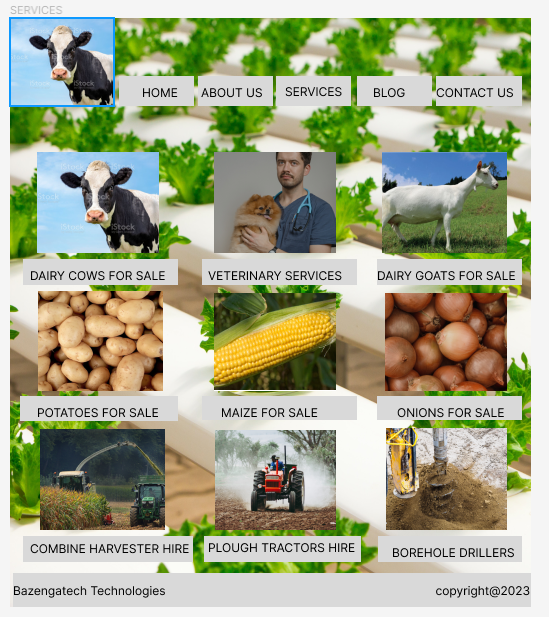 SERVICES
iStock
HOME
ABOUT US
SERVICES
BLOG
CONTACT US
iStock
DAIRY COWS FOR SALE
VETERINARY SERVICES
DAIRY GOATS FOR SALE
POTATOES FOR SALE
MAIZE FOR SALE
ONIONS FOR SALE
COMBINE HARVESTER HIRE
PLOUGH TRACTORS HIRE
BOREHOLE DRILLERS
Bazengatech Technologies
copyright@2023